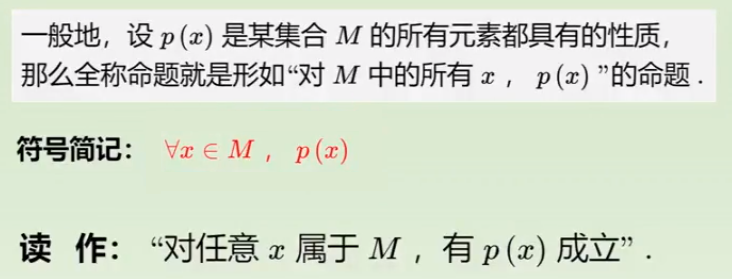 一般地，设 p(x) 是某集合 M 的所有元素都具有的性质，
那么全称命题就是形如“对 M 中的所有 x ， p(x) ”的命题 .
符号简记： ∀x ∈ M ， p(x)
读 作： “对任意 x 属于 M ，有 p(x) 成立” .